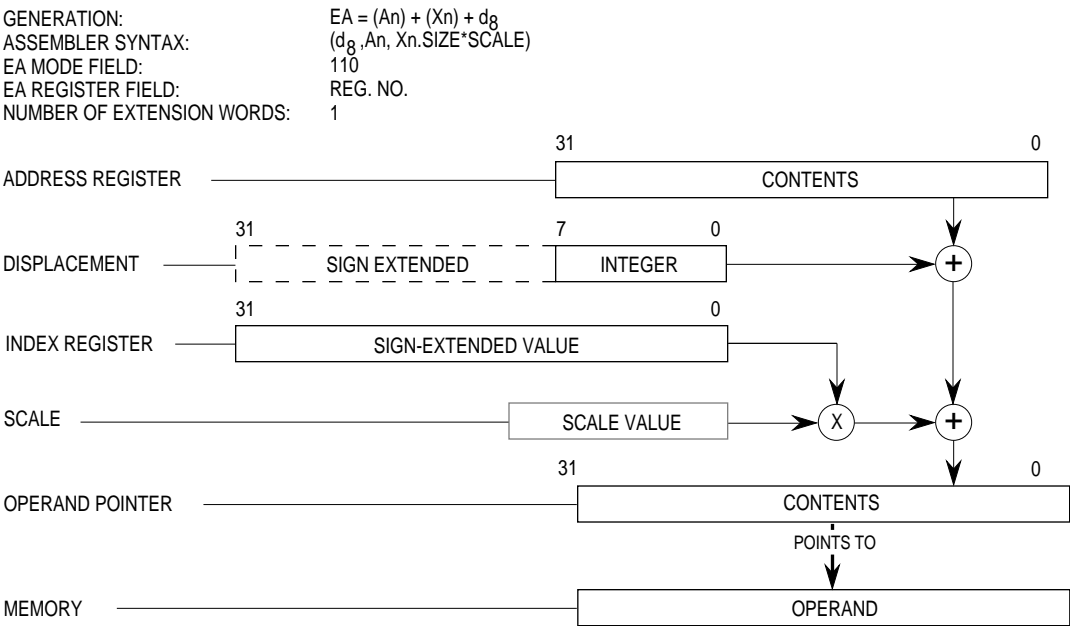 GENERATION: EA = (An) + (Xn) + d8
ASSEMBLER SYNTAX: (d8 ,An, Xn.SIZE*SCALE)
EA MODE FIELD: 110
EA REGISTER FIELD: REG. NO.
NUMBER OF EXTENSION WORDS: 1
31 0
ADDRESS REGISTER CONTENTS
31 7 0 +
DISPLACEMENT SIGN EXTENDED INTEGER
31 0
INDEX REGISTER SIGN-EXTENDED VALUE
SCALE SCALE VALUE X +
31 0
OPERAND POINTER CONTENTS
POINTS TO
MEMORY OPERAND